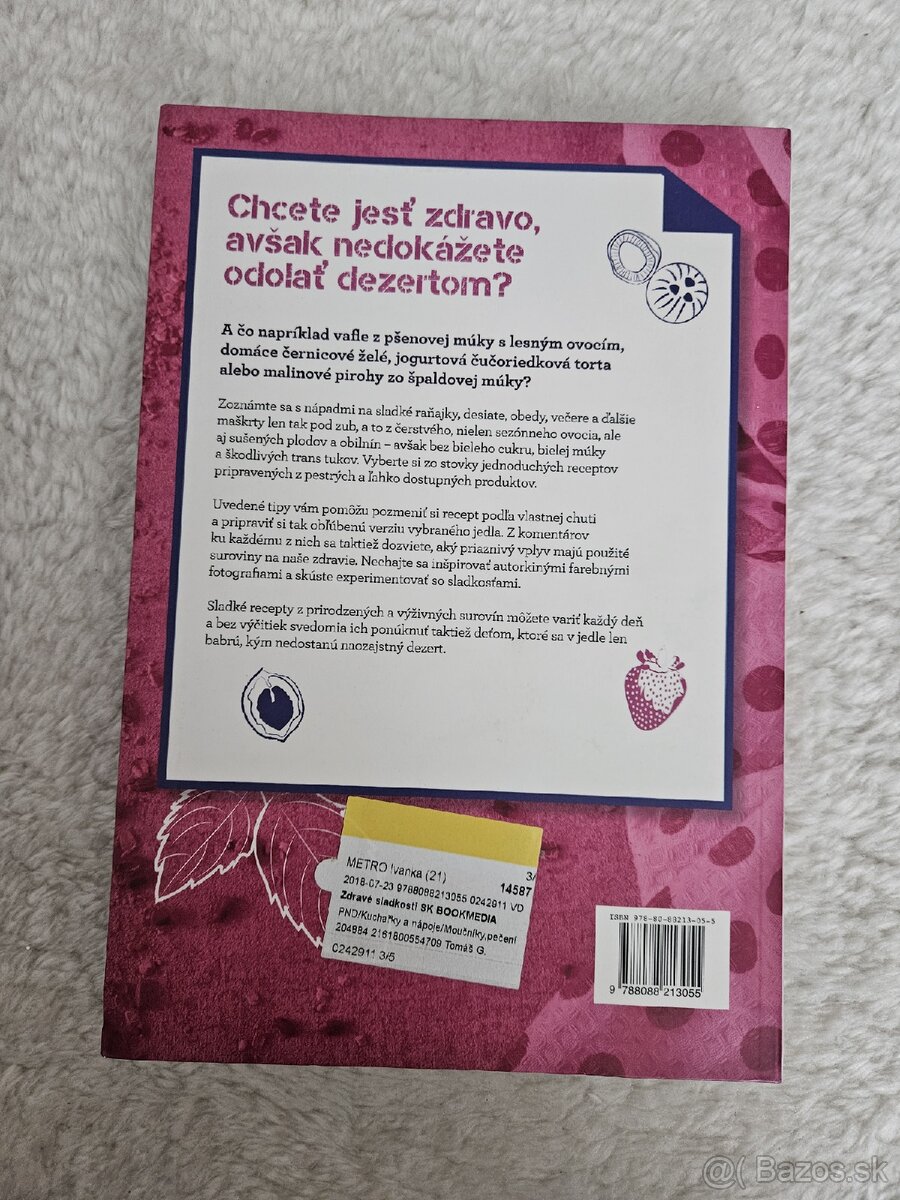 Chcete jesť zdravo,
avšak nedokážete
odolať dezertom?
A čo napríklad vafle z pšenovej múky s lesným ovocím,
domáce černicové želé, jogurtová čučoriedková torta
alebo malinové pirohy zo špaldovej múky?
Zoznámte sa s nápadmi na sladké raňajky, desiate, obedy, večere a ďalšie
maškrty len tak pod zub, a to z čerstvého, nielen sezónneho ovocia, ale
aj sušených plodov a obilnín – avšak bez bieleho cukru, bielej múky
a škodlivých trans tukov. Vyberte si zo stovky jednoduchých receptov
pripravených z pestrých a ľahko dostupných produktov.
Uvedené tipy vám pomôžu pozmeniť si recept podľa vlastnej chuti
a pripraviť si tak obľúbenú verziu vybraného jedla. Z komentárov
ku každému z nich sa taktiež dozviete, aký priaznivý vplyv majú použité
suroviny na naše zdravie. Nechajte sa inšpirovať autorkinými farebnými
fotografiami a skúste experimentovať so sladkosťami.
Sladké recepty z prirodzených a výživných surovín môžete variť každý deň
a bez výčitiek svedomia ich ponúknuť taktiež deťom, ktoré sa v jedle len
babrú, kým nedostanú naozajstný dezert.
METRO Ivanka (21) 3/
14587
2018-07-23 9788088213055 0242911 VD
Zdravé sladkosti SK BOOKMEDIA
PND/Kuchařky a nápoje/Moučníky,pečení
204984 2161800554709 Tomáš G.
0242911 3/5
ISBN 978-80-88213-05-5
9 788088 213055
@( Bazos.sk